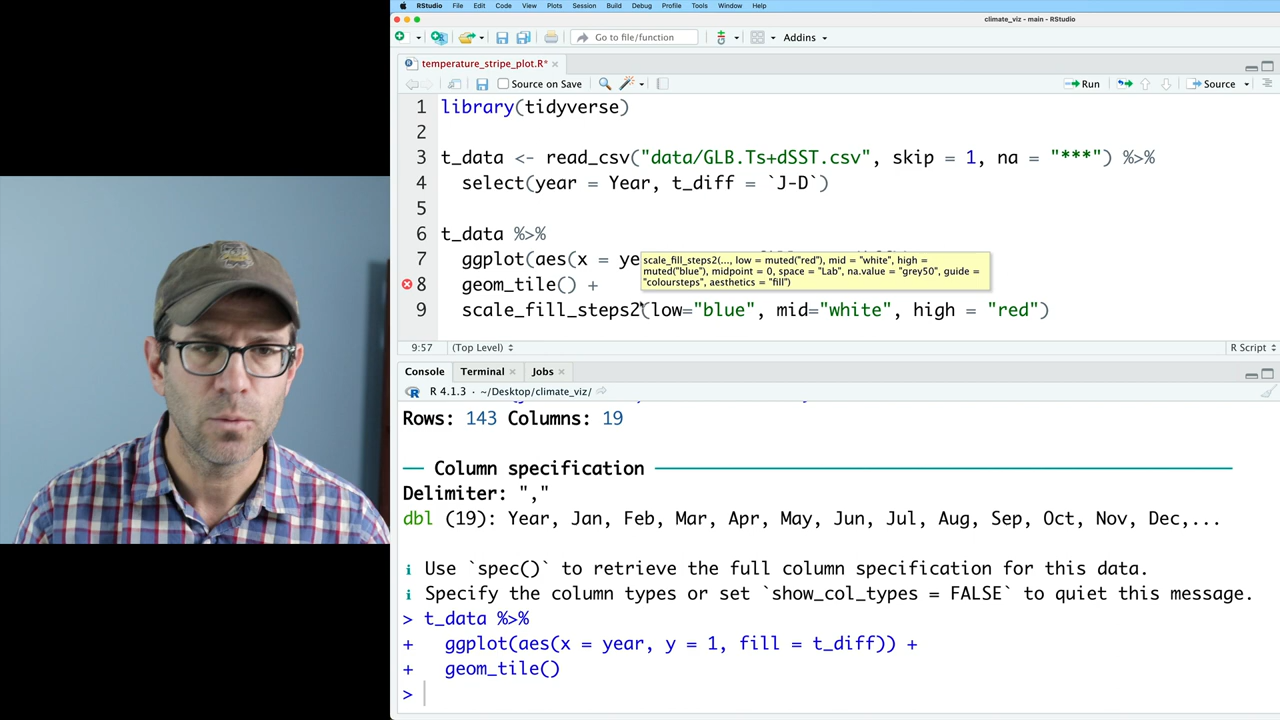 RStudio File Edit Code View Plots Session Build Debug Profile Tools Window Help
climate_viz - main - RStudio
Go to file/function Addins
temperature_stripe_plot.R*
Source on Save Run Source
1 library(tidyverse)
2
3 t_data <- read_csv("data/GLB.Ts+dSST.csv", skip = 1, na = "***") %>%
4 select(year = Year, t_diff = `J-D`)
5
6 t_data %>%
7 ggplot(aes(x = ye
scale_fill_steps2(..., low = muted("red"), mid = "white", high =
muted("blue"), midpoint = 0, space = "Lab", na.value = "grey50", guide =
"coloursteps", aesthetics = "fill")
8 geom_tile() +
9 scale_fill_steps2(low="blue", mid="white", high = "red")
9:57 (Top Level) R Script
Console Terminal Jobs
R 4.1.3 · ~/Desktop/climate_viz/
Rows: 143 Columns: 19
── Column specification ──
Delimiter: ","
dbl (19): Year, Jan, Feb, Mar, Apr, May, Jun, Jul, Aug, Sep, Oct, Nov, Dec,...
ℹ Use `spec()` to retrieve the full column specification for this data.
ℹ Specify the column types or set `show_col_types = FALSE` to quiet this message.
> t_data %>%
+ ggplot(aes(x = year, y = 1, fill = t_diff)) +
+ geom_tile()
>